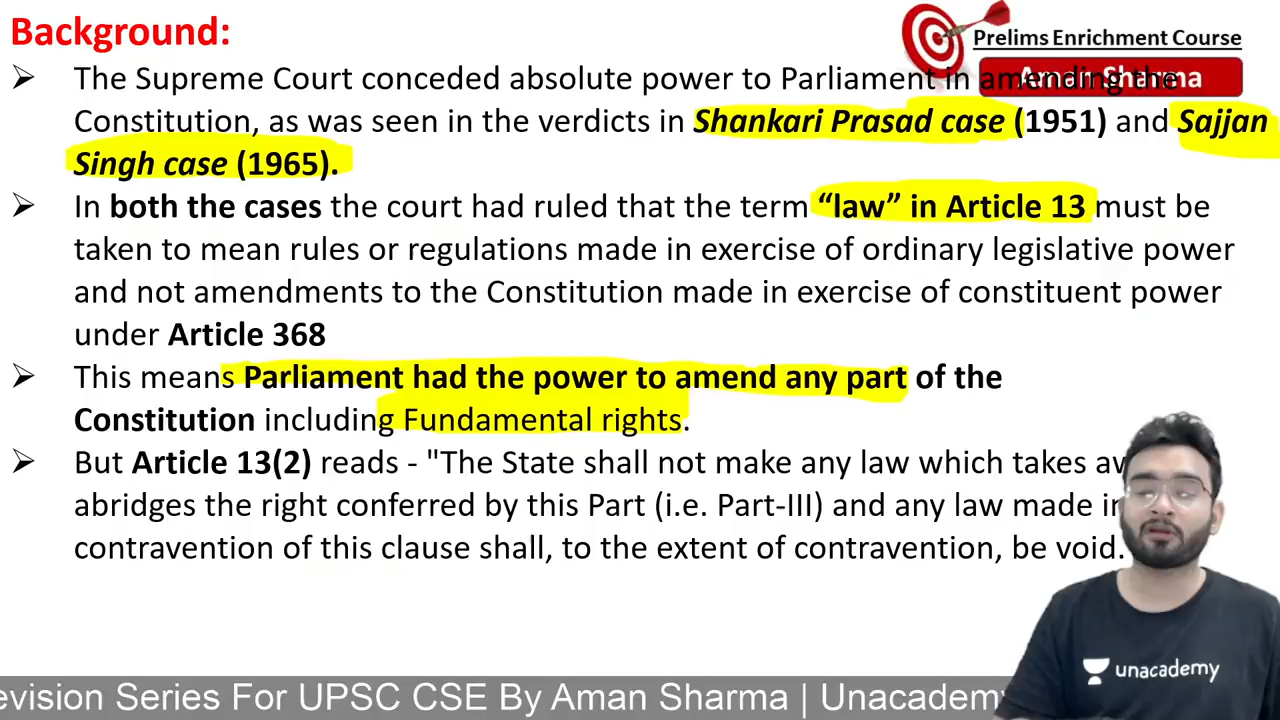 Background:
Prelims Enrichment Course
Aman Sharma
➢ The Supreme Court conceded absolute power to Parliament in amending the
Constitution, as was seen in the verdicts in Shankari Prasad case (1951) and Sajjan
Singh case (1965).
➢ In both the cases the court had ruled that the term “law” in Article 13 must be
taken to mean rules or regulations made in exercise of ordinary legislative power
and not amendments to the Constitution made in exercise of constituent power
under Article 368
➢ This means Parliament had the power to amend any part of the
Constitution including Fundamental rights.
➢ But Article 13(2) reads - "The State shall not make any law which takes
abridges the right conferred by this Part (i.e. Part-III) and any law made in
contravention of this clause shall, to the extent of contravention, be void.
unacademy
evision Series For UPSC CSE By Aman Sharma | Unacademy